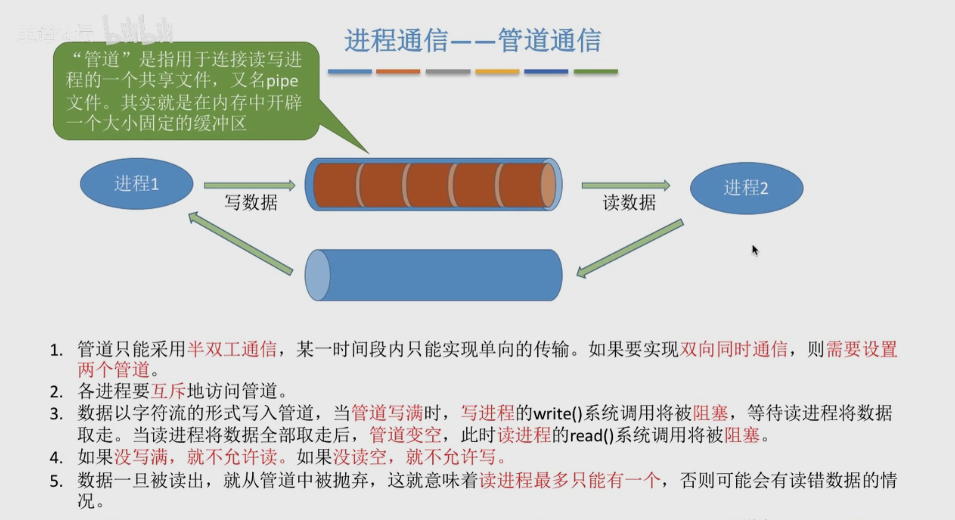 进程通信——管道通信
“管道”是指用于连接读写进
程的一个共享文件，又名pipe
文件。其实就是在内存中开辟
一个大小固定的缓冲区
进程1
写数据
读数据
进程2
1. 管道只能采用半双工通信，某一时间段内只能实现单向的传输。如果要实现双向同时通信，则需要设置
两个管道。
2. 各进程要互斥地访问管道。
3. 数据以字符流的形式写入管道，当管道写满时，写进程的write()系统调用将被阻塞，等待读进程将数据
取走。当读进程将数据全部取走后，管道变空，此时读进程的read()系统调用将被阻塞。
4. 如果没写满，就不允许读。如果没读空，就不允许写。
5. 数据一旦被读出，就从管道中被抛弃，这就意味着读进程最多只能有一个，否则可能会有读错数据的情
况。